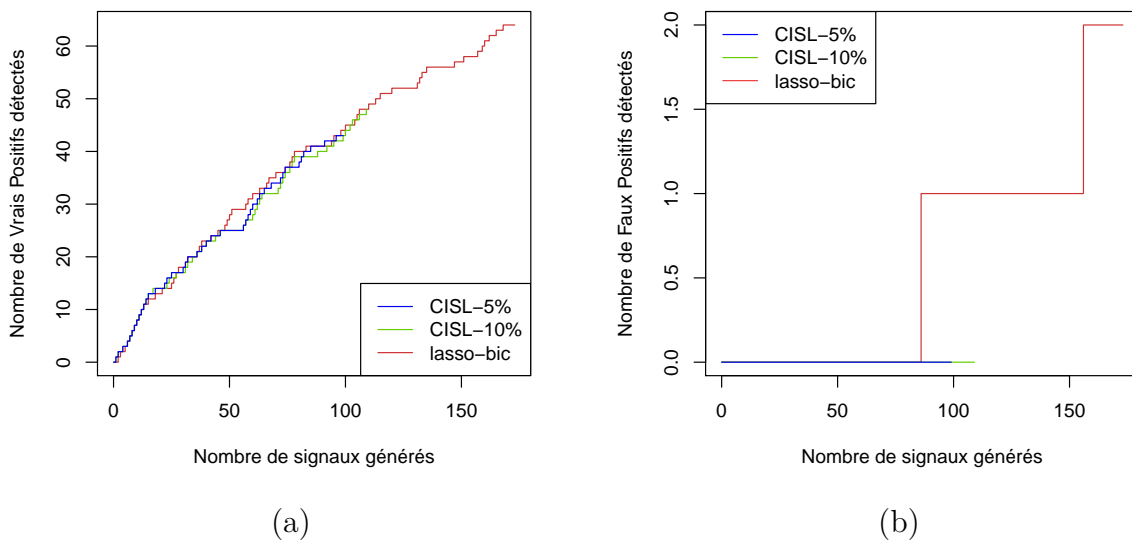 Nombre de Vrais Positifs détectés
0
10
20
30
40
50
60
0
50
100
150
Nombre de signaux générés
CISL−5%
CISL−10%
lasso−bic
(a)
Nombre de Faux Positifs détectés
0.0
0.5
1.0
1.5
2.0
0
50
100
150
Nombre de signaux générés
CISL−5%
CISL−10%
lasso−bic
(b)